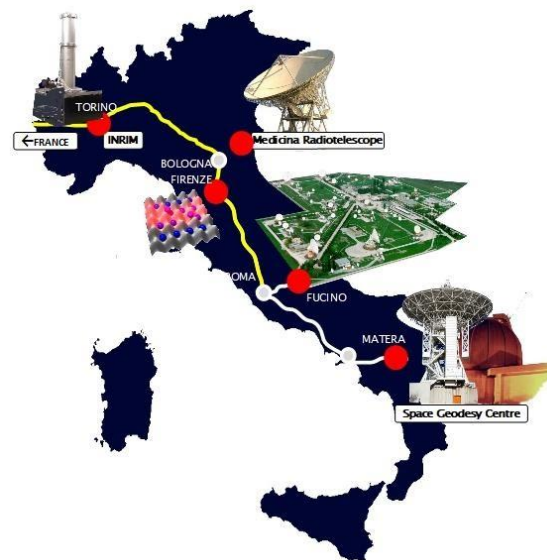 TORINO
←FRANCE
INRIM
Medicina Radiotelescope
BOLOGNA
FIRENZE
ROMA
FUCINO
MATERA
Space Geodesy Centre